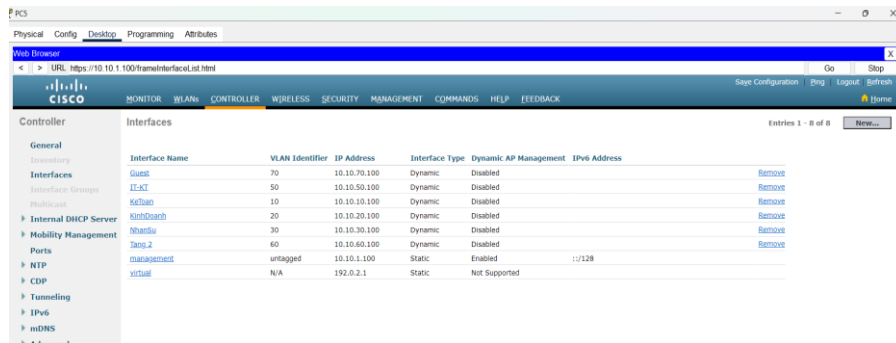 PC5
Physical Config Desktop Programming Attributes
Web Browser X
< > URL https://10.10.1.100/frameInterfaceList.html Go Stop
Save Configuration Ping Logout Refresh
CISCO MONITOR WLANs CONTROLLER WIRELESS SECURITY MANAGEMENT COMMANDS HELP FEEDBACK Home
Controller Interfaces Entries 1 - 8 of 8 New...
General
Inventory
Interfaces
Interface Groups
Multicast
Internal DHCP Server
Mobility Management
Ports
NTP
CDP
Tunneling
IPv6
mDNS
Interface Name VLAN Identifier IP Address Interface Type Dynamic AP Management IPv6 Address
Guest 70 10.10.70.100 Dynamic Disabled Remove
IT-KT 50 10.10.50.100 Dynamic Disabled Remove
KeToan 10 10.10.10.100 Dynamic Disabled Remove
KinhDoanh 20 10.10.20.100 Dynamic Disabled Remove
NhanSu 30 10.10.30.100 Dynamic Disabled Remove
Tang 2 60 10.10.60.100 Dynamic Disabled Remove
management untagged 10.10.1.100 Static Enabled ::/128
virtual N/A 192.0.2.1 Static Not Supported